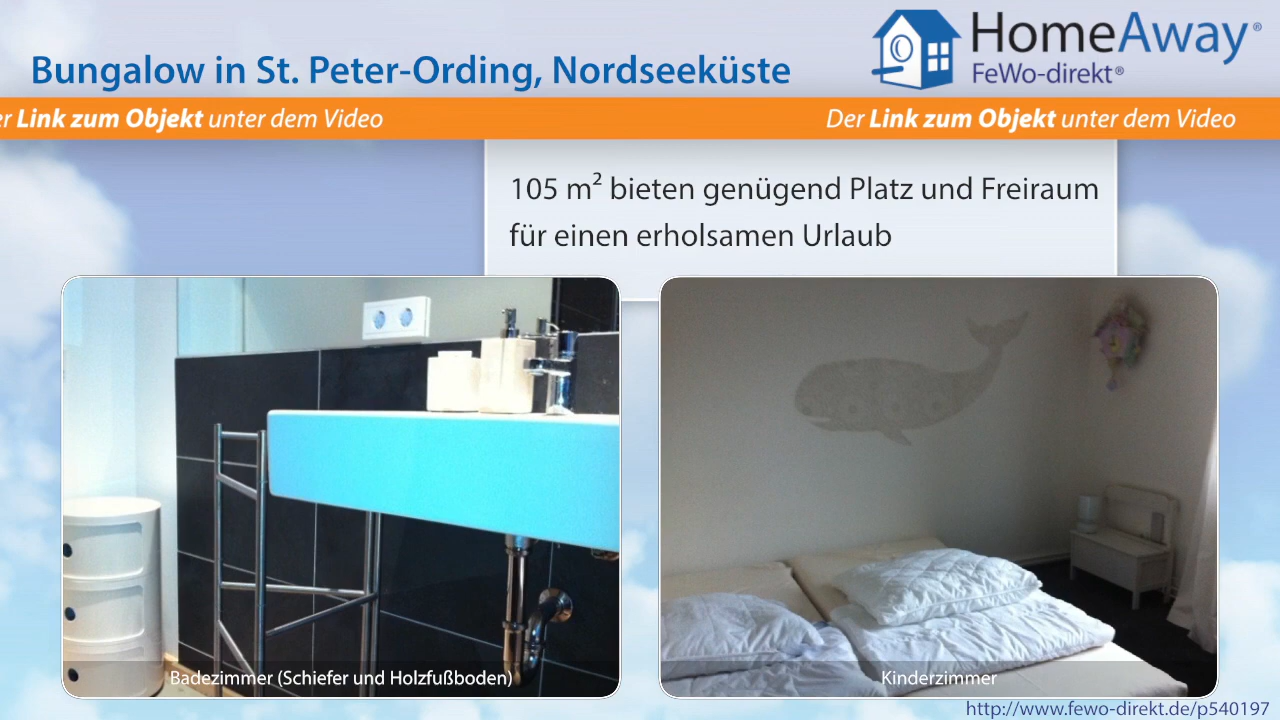 Bungalow in St. Peter-Ording, Nordseeküste
HomeAway®
FeWo-direkt®
er Link zum Objekt unter dem Video
Der Link zum Objekt unter dem Video
105 m² bieten genügend Platz und Freiraum
für einen erholsamen Urlaub
Badezimmer (Schiefer und Holzfußboden)
Kinderzimmer
http://www.fewo-direkt.de/p540197